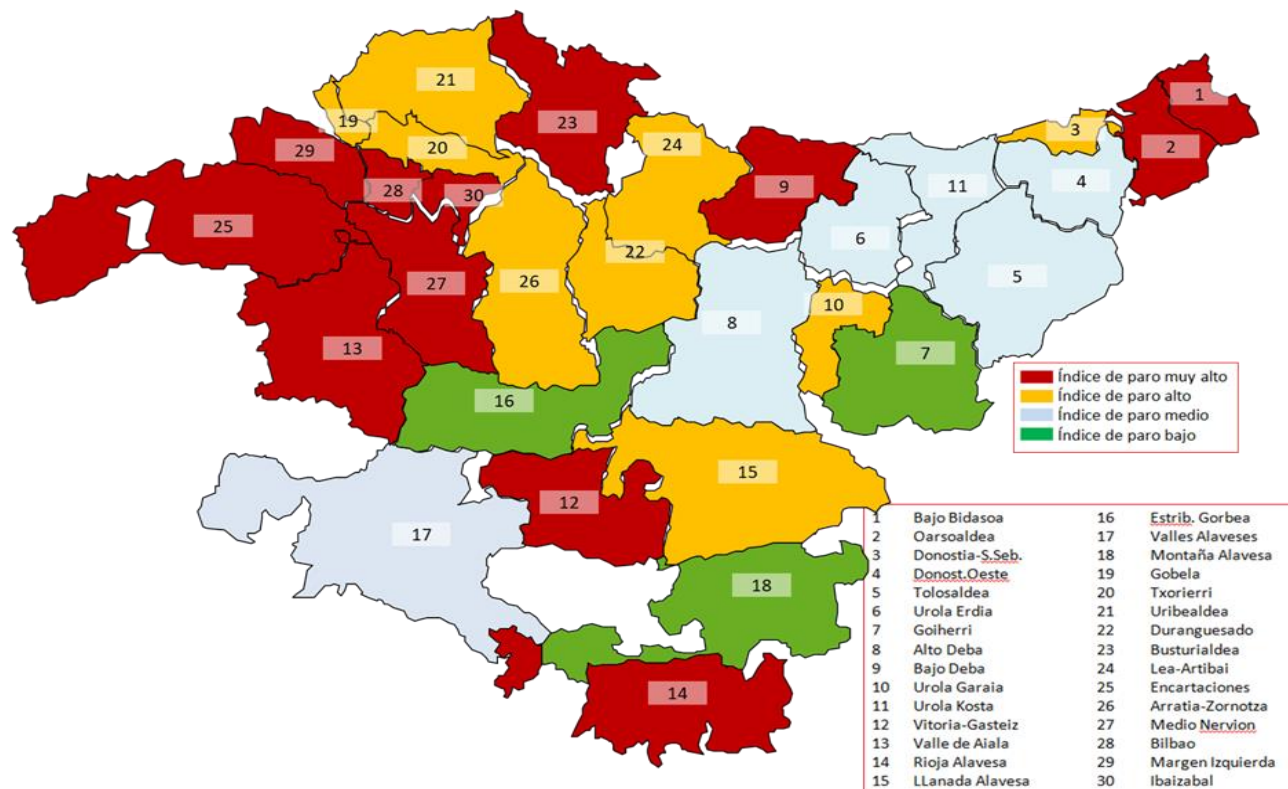 21
23
1
19
3
20
24
2
29
28
30
9
11
4
25
6
22
5
27
26
10
8
13
7
16
Índice de paro muy alto
Índice de paro alto
Índice de paro medio
Índice de paro bajo
15
12
17
18
14
1 Bajo Bidasoa 16 Estrib. Gorbea
2 Oarsoaldea 17 Valles Alaveses
3 Donostia-S.Seb. 18 Montaña Alavesa
4 Donost.Oeste 19 Gobela
5 Tolosaldea 20 Txorierri
6 Urola Erdia 21 Uribealdea
7 Goiherri 22 Duranguesado
8 Alto Deba 23 Busturialdea
9 Bajo Deba 24 Lea-Artibai
10 Urola Garaia 25 Encartaciones
11 Urola Kosta 26 Arratia-Zornotza
12 Vitoria-Gasteiz 27 Medio Nervion
13 Valle de Aiala 28 Bilbao
14 Rioja Alavesa 29 Margen Izquierda
15 LLanada Alavesa 30 Ibaizabal